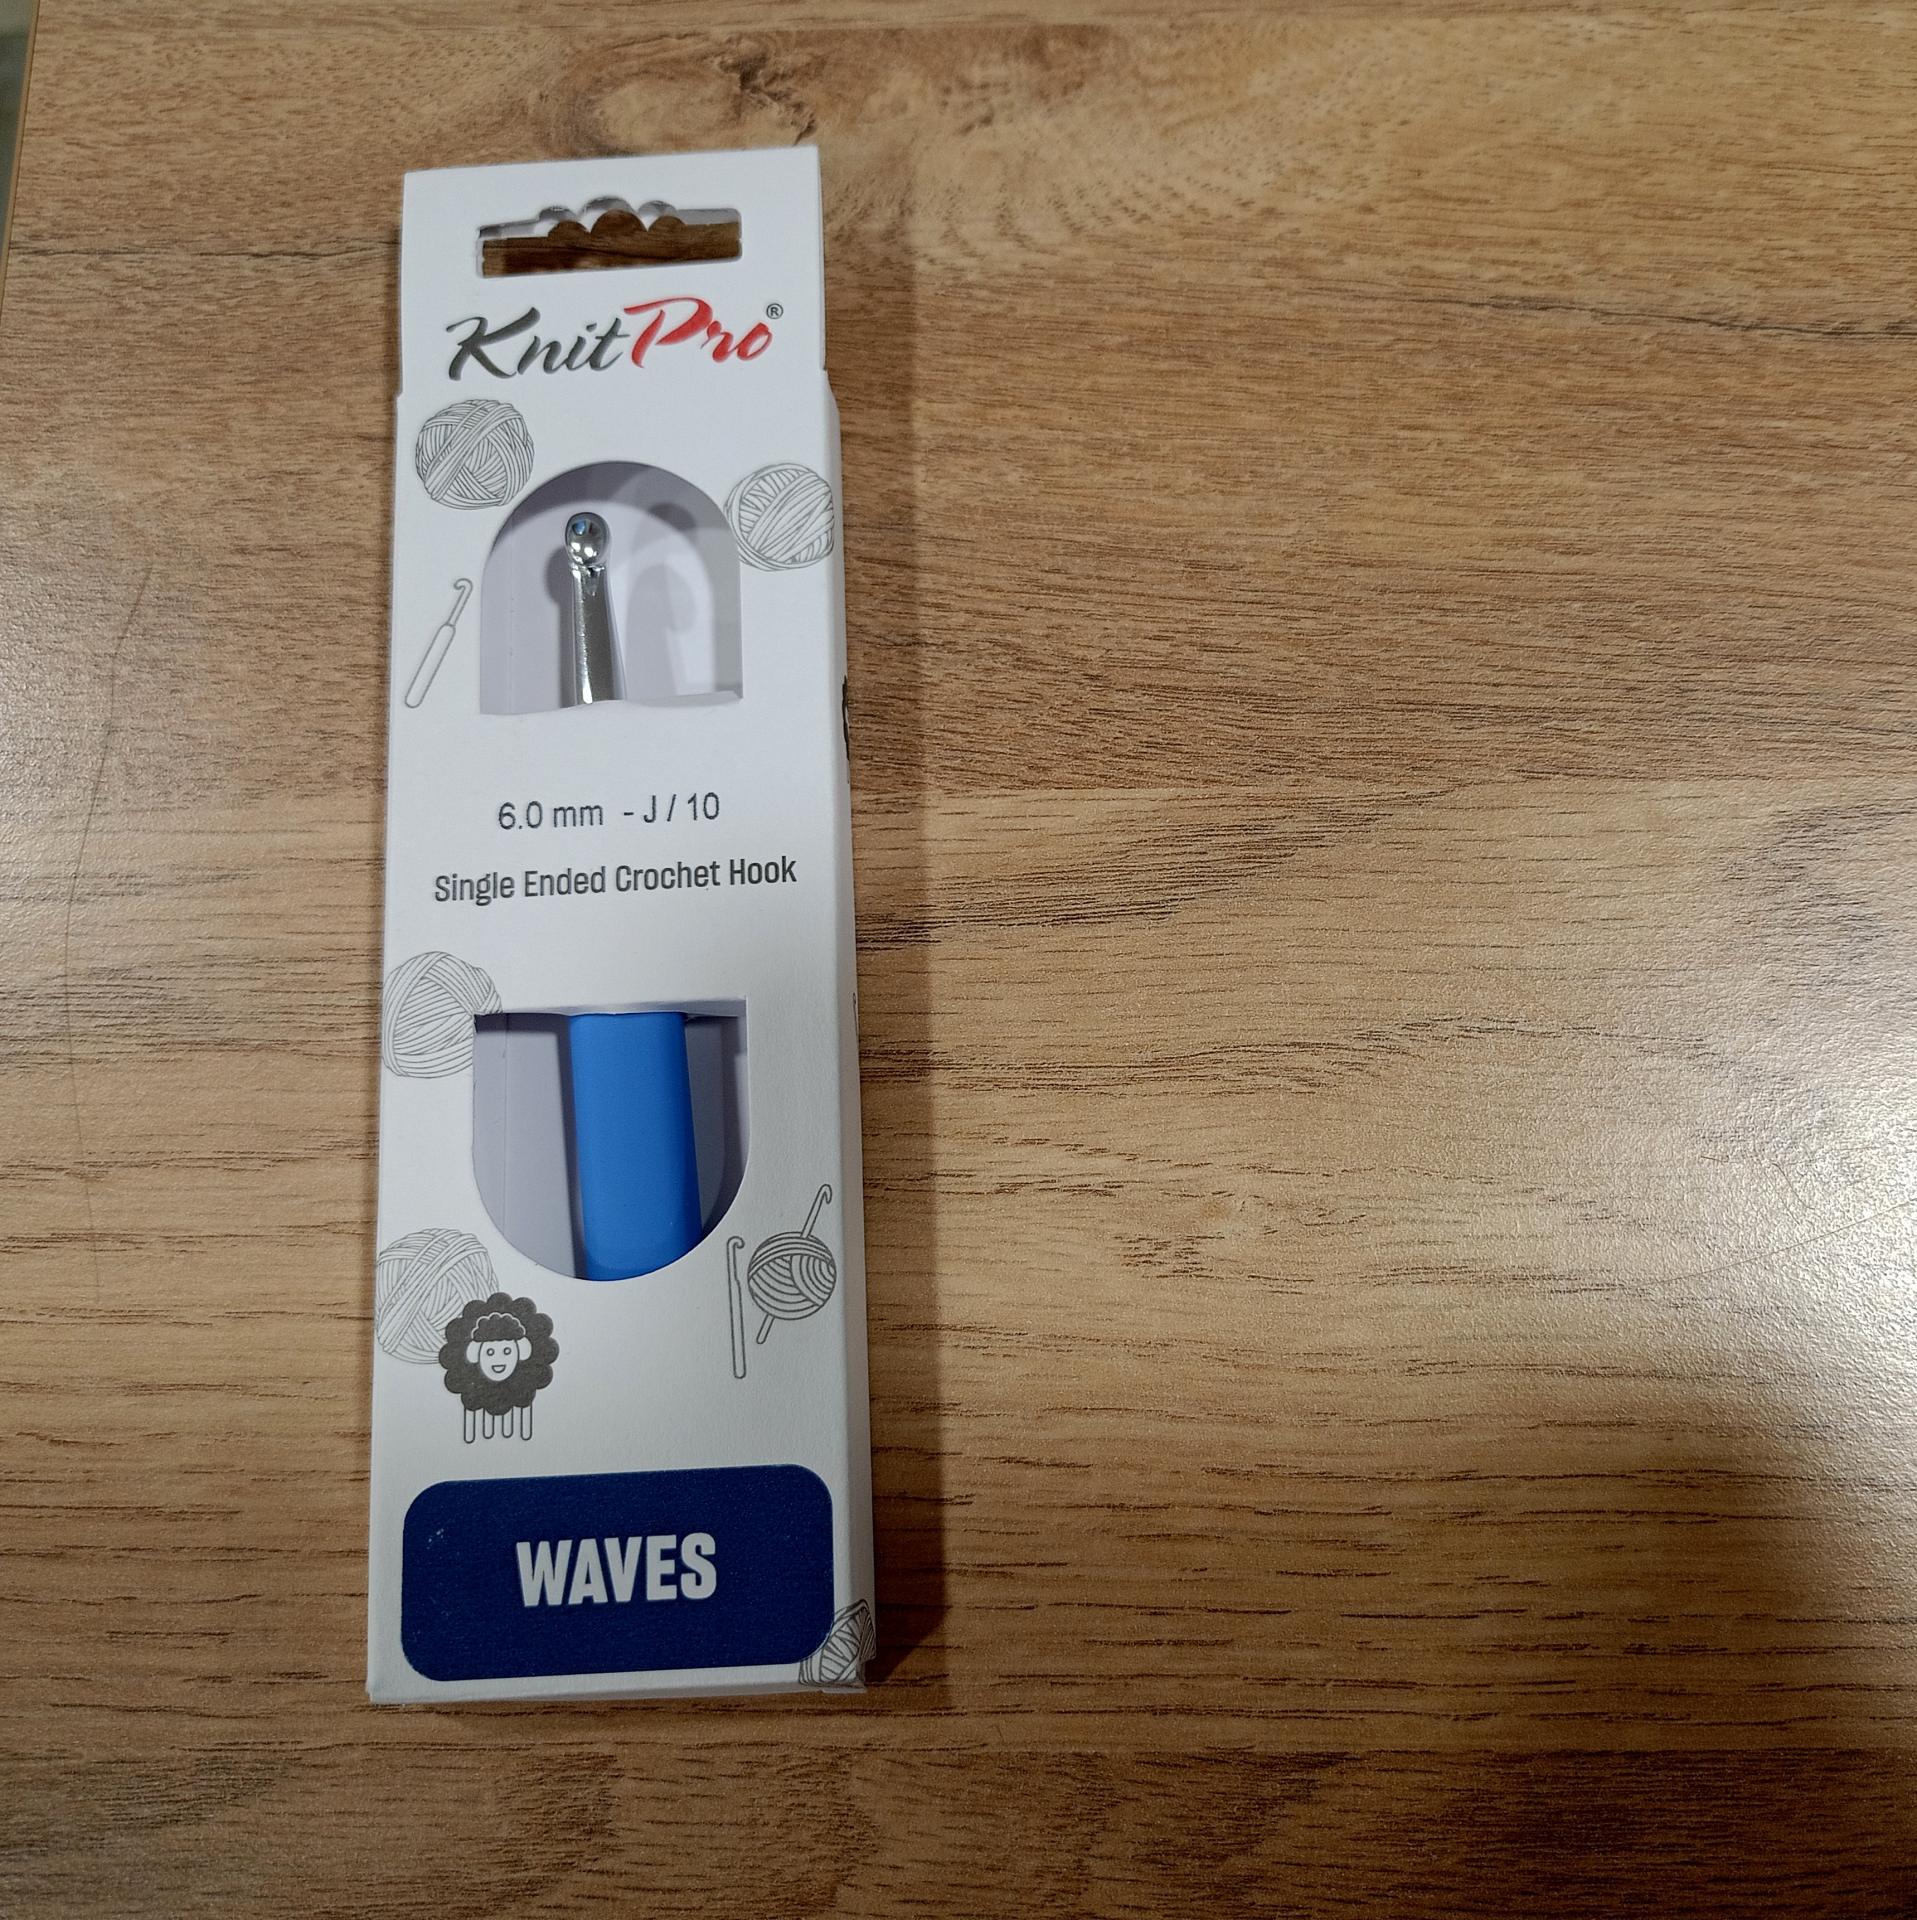 KnitPro®
6.0 mm - J / 10
Single Ended Crochet Hook
WAVES